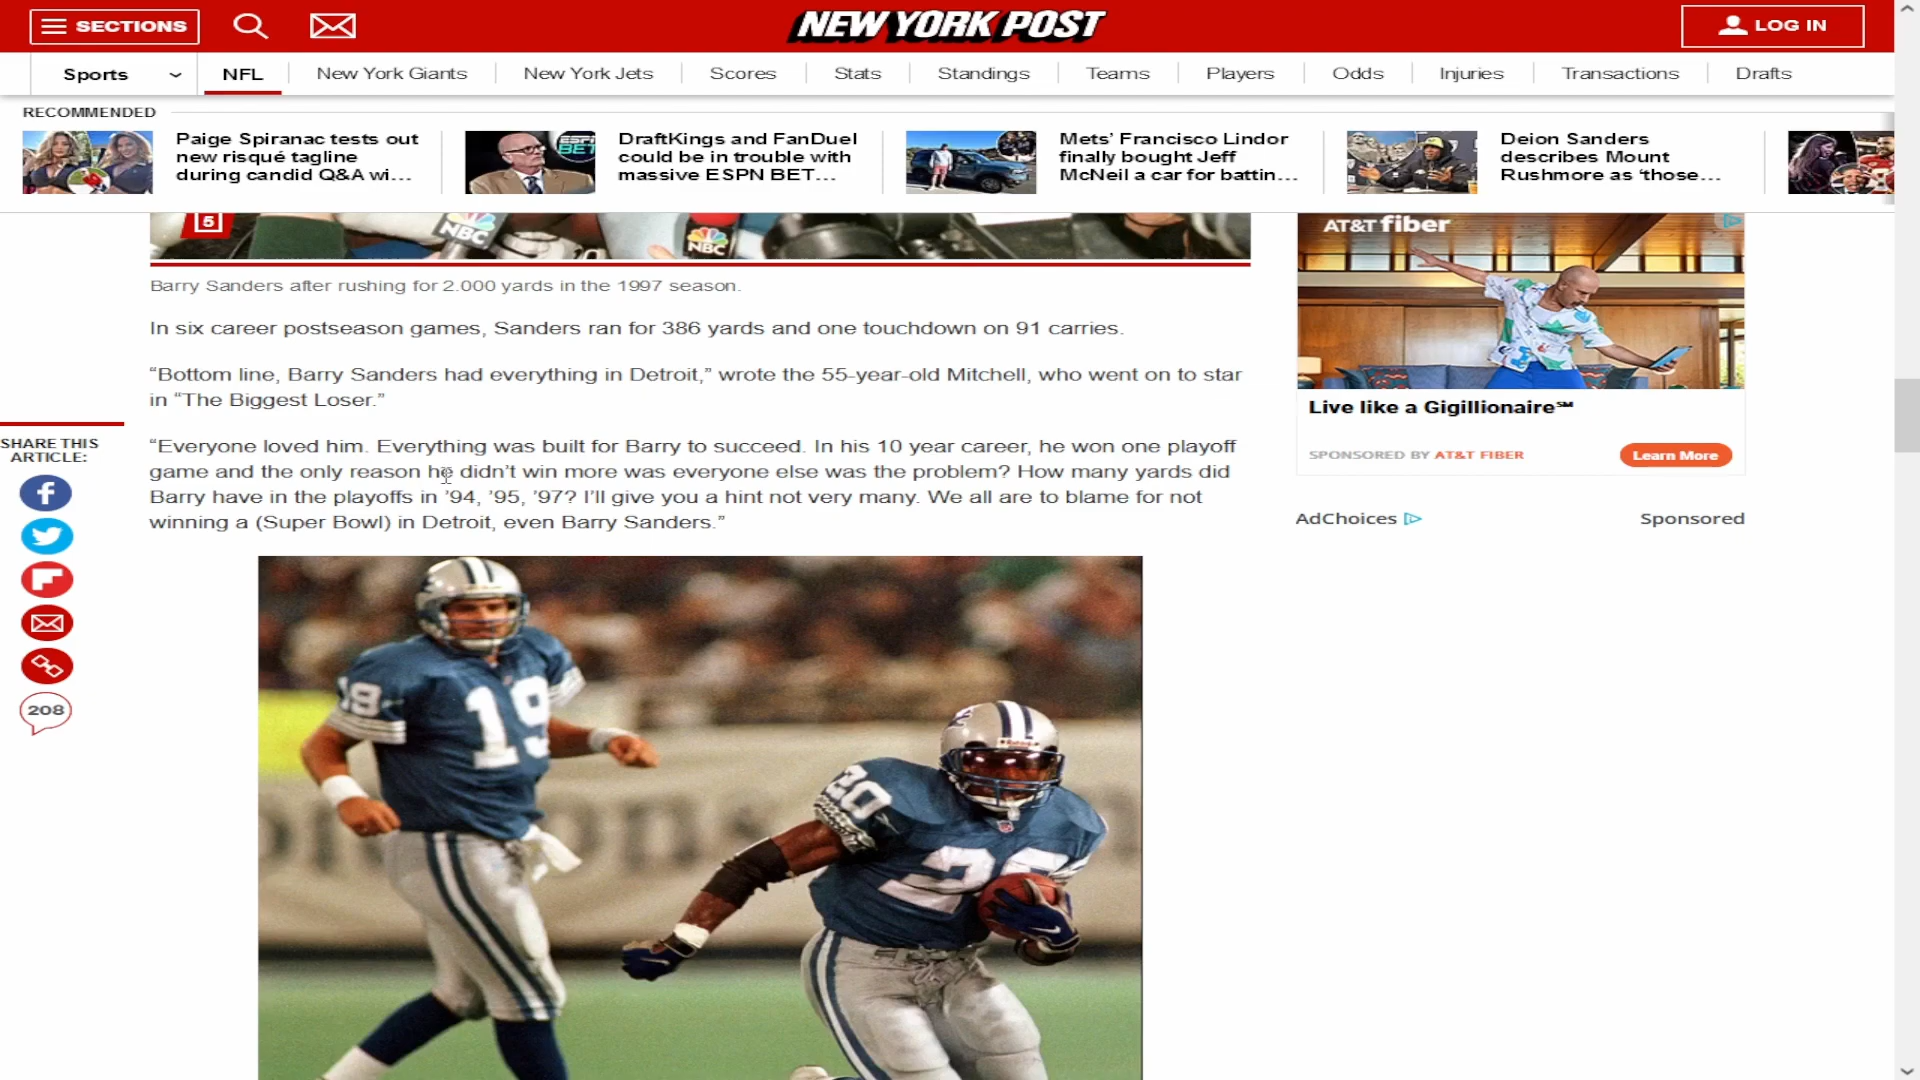 SECTIONS
NEW YORK POST
LOG IN
Sports
NFL
New York Giants
New York Jets
Scores
Stats
Standings
Teams
Players
Odds
Injuries
Transactions
Drafts
RECOMMENDED
Paige Spiranac tests out
new risqué tagline
during candid Q&A wi...
ESPN
BET
DraftKings and FanDuel
could be in trouble with
massive ESPN BET...
Mets’ Francisco Lindor
finally bought Jeff
McNeil a car for battin...
Deion Sanders
describes Mount
Rushmore as ‘those...
5
NBC
NBC
Barry Sanders after rushing for 2.000 yards in the 1997 season.
In six career postseason games, Sanders ran for 386 yards and one touchdown on 91 carries.
“Bottom line, Barry Sanders had everything in Detroit,” wrote the 55-year-old Mitchell, who went on to star
in “The Biggest Loser.”
“Everyone loved him. Everything was built for Barry to succeed. In his 10 year career, he won one playoff
game and the only reason he didn’t win more was everyone else was the problem? How many yards did
Barry have in the playoffs in ’94, ’95, ’97? I’ll give you a hint not very many. We all are to blame for not
winning a (Super Bowl) in Detroit, even Barry Sanders.”
SHARE THIS
ARTICLE:
208
AT&T fiber
Live like a Gigillionaire℠
SPONSORED BY AT&T FIBER
Learn More
AdChoices
Sponsored
19
19
20
20